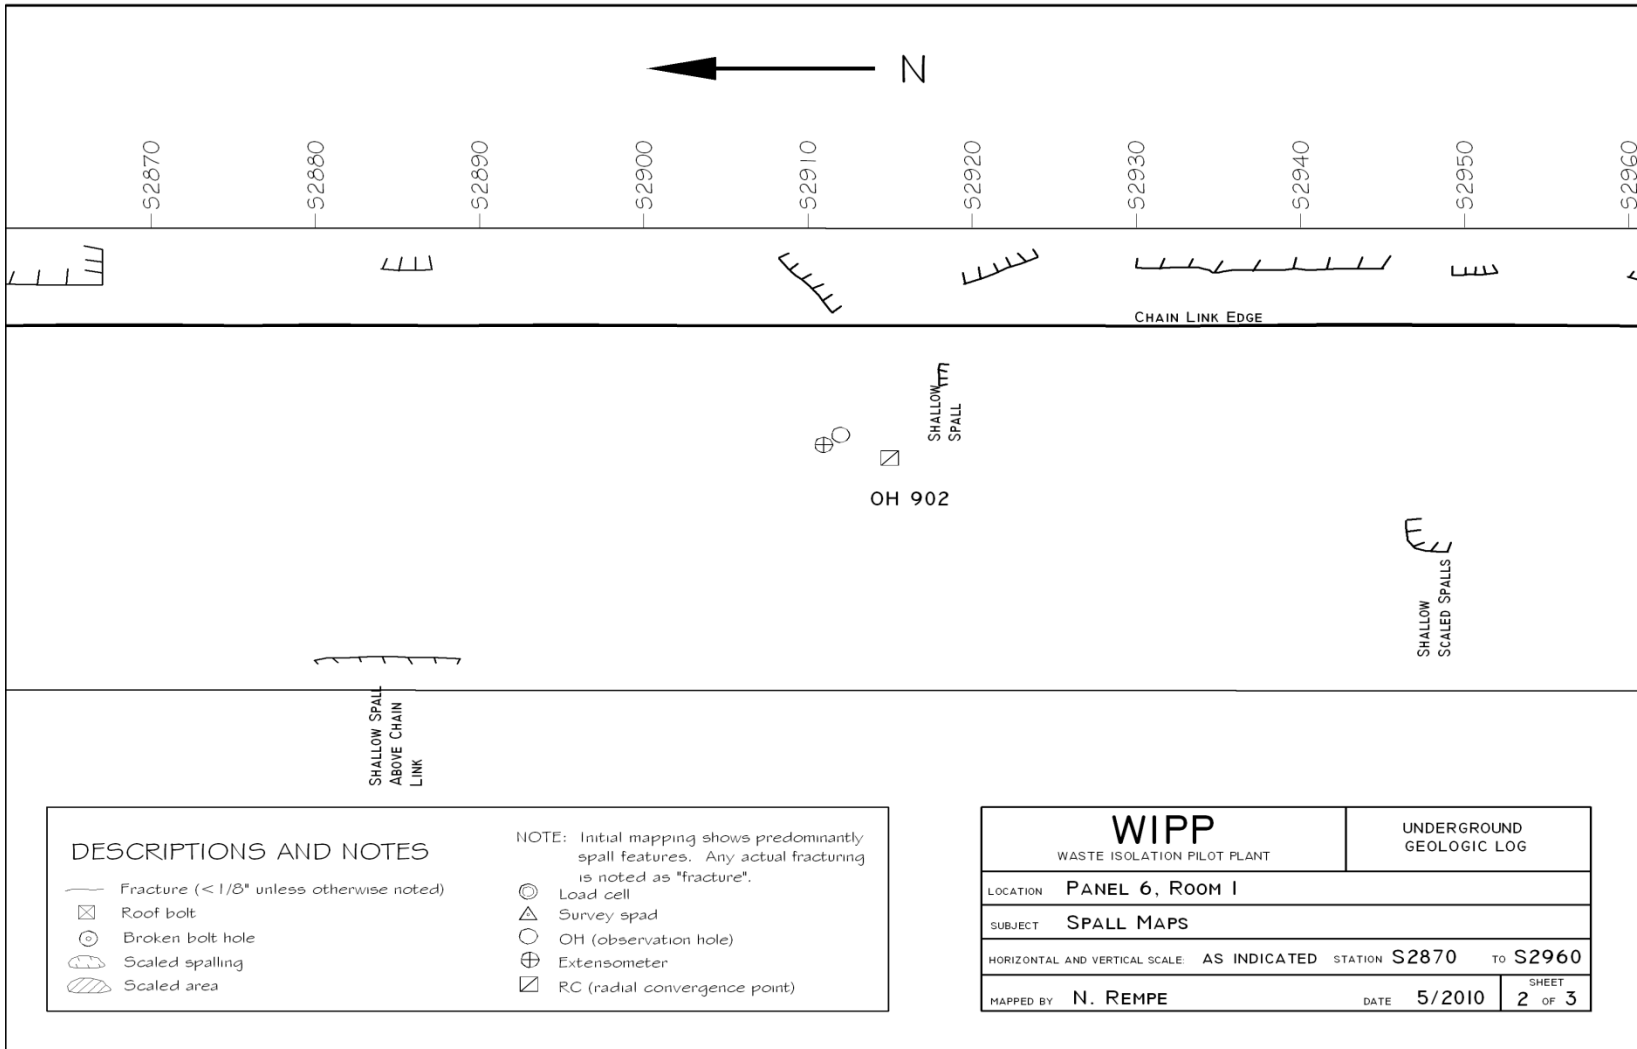 N
S2870
S2880
S2890
S2900
S2910
S2920
S2930
S2940
S2950
S2960
CHAIN LINK EDGE
SHALLOW
SPALL
OH 902
SHALLOW
SCALED SPALLS
SHALLOW SPALL
ABOVE CHAIN
LINK
DESCRIPTIONS AND NOTES
Fracture (<1/8" unless otherwise noted)
Roof bolt
Broken bolt hole
Scaled spalling
Scaled area
NOTE: Initial mapping shows predominantly
spall features. Any actual fracturing
is noted as "fracture".
Load cell
Survey spad
OH (observation hole)
Extensometer
RC (radial convergence point)
WIPP
WASTE ISOLATION PILOT PLANT
UNDERGROUND
GEOLOGIC LOG
LOCATION PANEL 6, ROOM 1
SUBJECT SPALL MAPS
HORIZONTAL AND VERTICAL SCALE: AS INDICATED STATION S2870 TO S2960
MAPPED BY N. REMPE DATE 5/2010
SHEET
2 OF 3